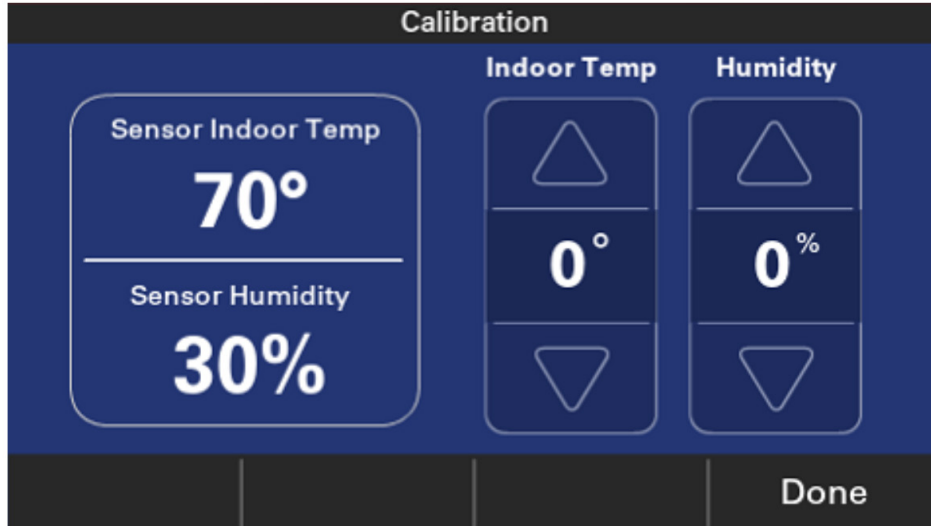 Calibration
Sensor Indoor Temp
70°
Sensor Humidity
30%
Indoor Temp
0°
Humidity
0%
Done